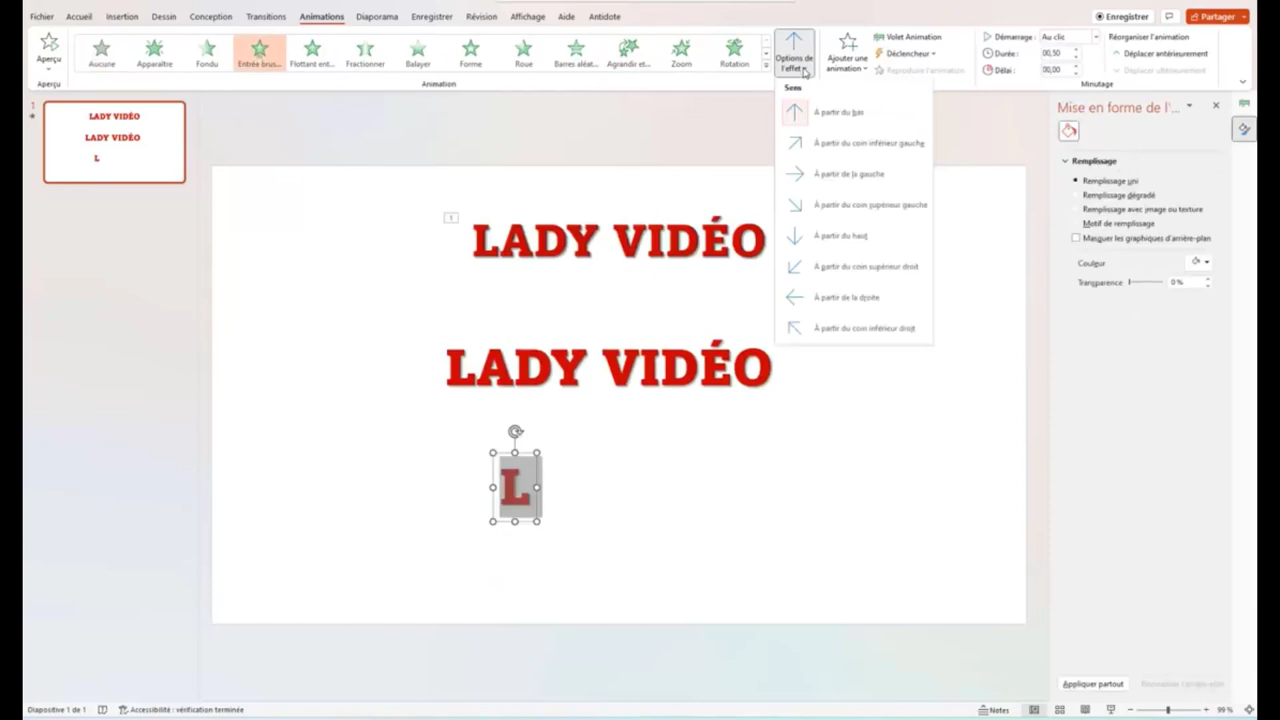 Fichier Accueil Insertion Dessin Conception Transitions Animations Diaporama Enregistrer Révision Affichage Aide Antidote
Enregistrer Partager
Aperçu
Aucune Apparaître Fondu Entrée brus... Flottant ent... Fractionner Balayer Forme Roue Barres aléat... Agrandir et... Zoom Rotation
Options de l'effet
Ajouter une animation
Volet Animation
Déclencheur
Reproduire l'animation
Démarrage : Au clic
Durée : 00,50
Délai : 00,00
Réorganiser l'animation
Déplacer antérieurement
Déplacer ultérieurement
Aperçu
Animation
Minutage
Sens
À partir du bas
À partir du coin inférieur gauche
À partir de la gauche
À partir du coin supérieur gauche
À partir du haut
À partir du coin supérieur droit
À partir de la droite
À partir du coin inférieur droit
1
LADY VIDÉO
LADY VIDÉO
L
1
LADY VIDÉO
LADY VIDÉO
L
Mise en forme de l'...
Remplissage
Remplissage uni
Remplissage dégradé
Remplissage avec image ou texture
Motif de remplissage
Masquer les graphiques d'arrière-plan
Couleur
Transparence 0 %
Appliquer partout Réinitialiser l'arrière-plan
Diapositive 1 de 1 Accessibilité : vérification terminée
Notes 99 %